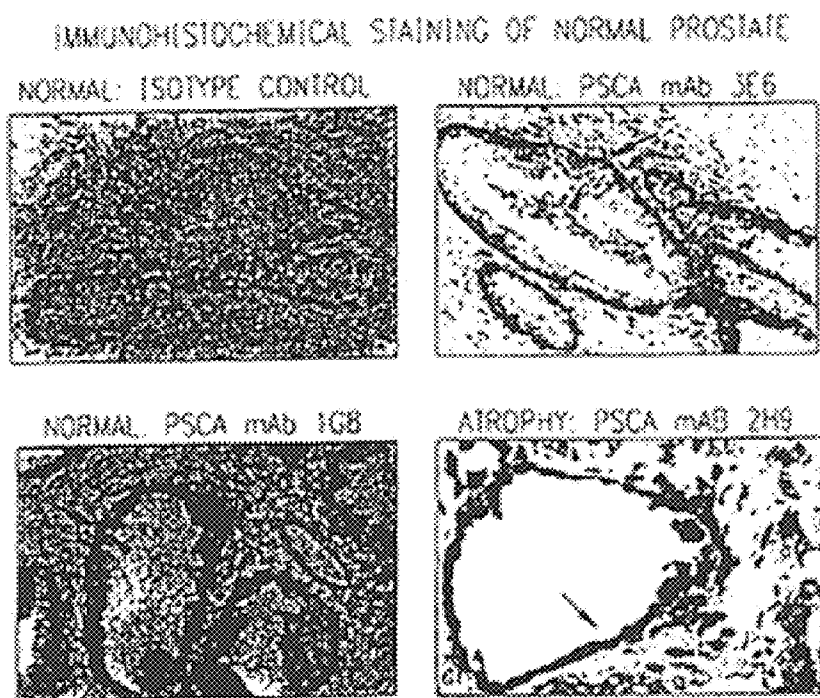 IMMUNOHISTOCHEMICAL STAINING OF NORMAL PROSTATE
NORMAL: ISOTYPE CONTROL
NORMAL: PSCA mAb 3E6
NORMAL: PSCA mAb 1G8
ATROPHY: PSCA mAB 2H9